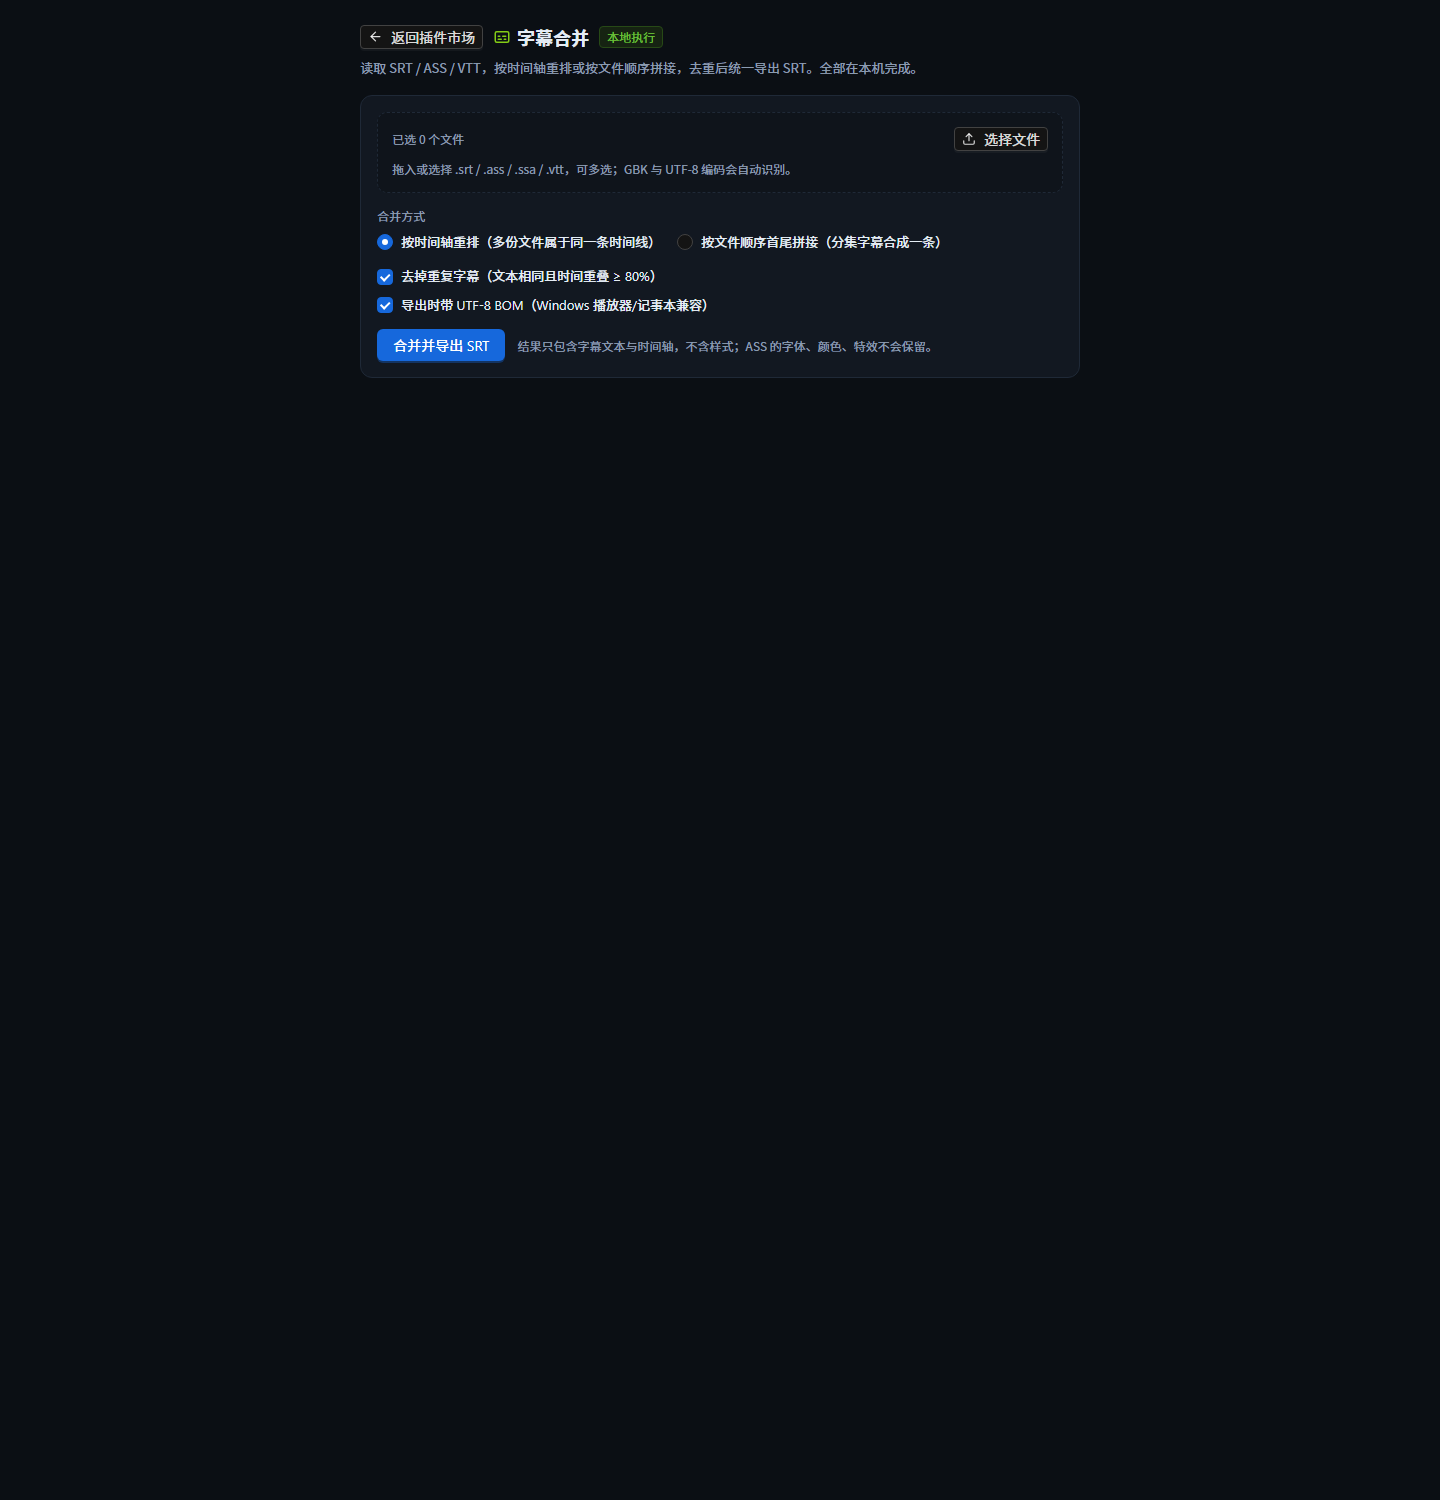 返回插件市场 字幕合并 本地执行
读取 SRT / ASS / VTT，按时间轴重排或按文件顺序拼接，去重后统一导出 SRT。全部在本机完成。
已选 0 个文件 选择文件
拖入或选择 .srt / .ass / .ssa / .vtt，可多选；GBK 与 UTF-8 编码会自动识别。
合并方式
按时间轴重排（多份文件属于同一条时间线） 按文件顺序首尾拼接（分集字幕合成一条）
去掉重复字幕（文本相同且时间重叠 ≥ 80%）
导出时带 UTF-8 BOM（Windows 播放器/记事本兼容）
合并并导出 SRT 结果只包含字幕文本与时间轴，不含样式；ASS 的字体、颜色、特效不会保留。